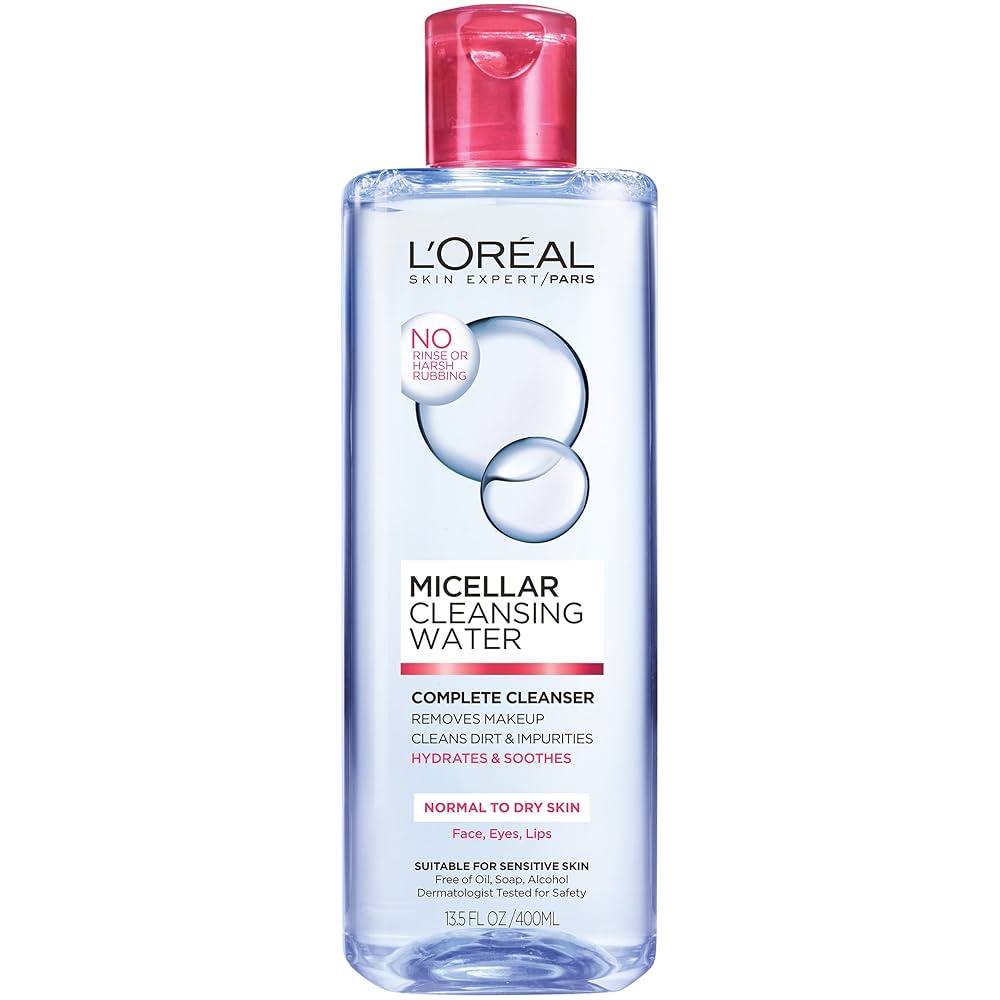 L'ORÉAL
SKIN EXPERT/PARIS
NO
RINSE OR
HARSH
RUBBING
MICELLAR
CLEANSING
WATER
COMPLETE CLEANSER
REMOVES MAKEUP
CLEANS DIRT & IMPURITIES
HYDRATES & SOOTHES
NORMAL TO DRY SKIN
Face, Eyes, Lips
SUITABLE FOR SENSITIVE SKIN
Free of Oil, Soap, Alcohol
Dermatologist Tested for Safety
13.5 FL OZ/400ML